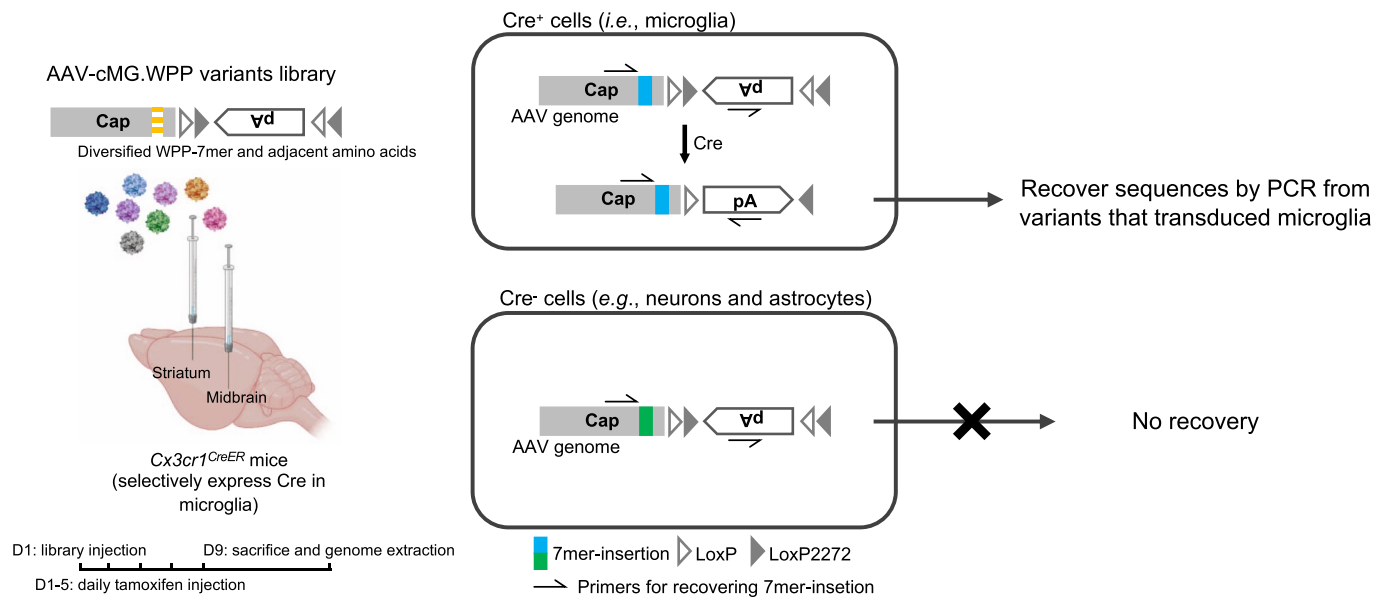 AAV-cMG.WPP variants library
Cap
pA
Diversified WPP-7mer and adjacent amino acids
Striatum
Midbrain
Cx3cr1CreER mice
(selectively express Cre in
microglia)
D1: library injection
D9: sacrifice and genome extraction
D1-5: daily tamoxifen injection
Cre+ cells (i.e., microglia)
Cap
pA
AAV genome
Cre
Cap
pA
Recover sequences by PCR from
variants that transduced microglia
Cre- cells (e.g., neurons and astrocytes)
Cap
pA
AAV genome
No recovery
7mer-insertion
LoxP
LoxP2272
Primers for recovering 7mer-insetion